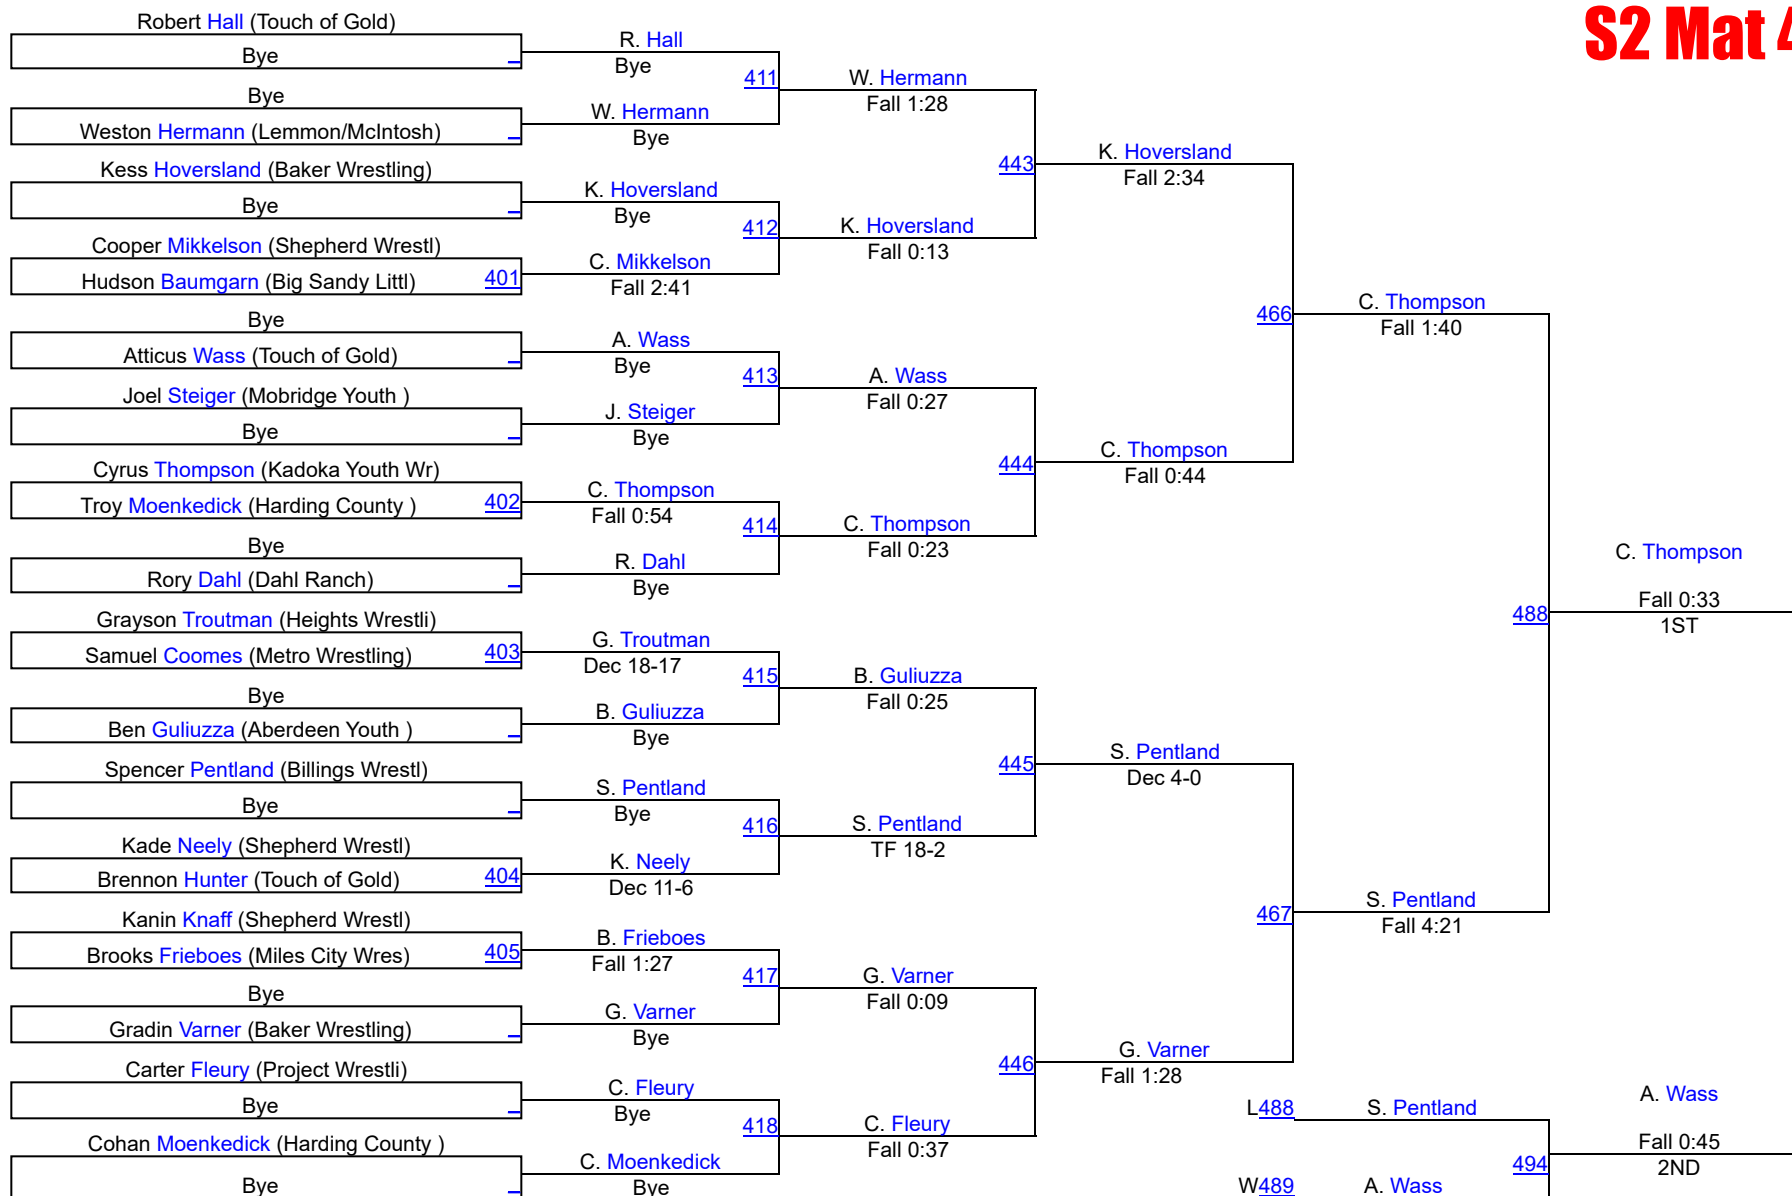 S2 Mat 4
Robert Hall (Touch of Gold)
Bye
Bye
Weston Hermann (Lemmon/McIntosh)
Kess Hoversland (Baker Wrestling)
Bye
Cooper Mikkelson (Shepherd Wrestl)
Hudson Baumgarn (Big Sandy Littl) 401
Bye
Atticus Wass (Touch of Gold)
Joel Steiger (Mobridge Youth )
Bye
Cyrus Thompson (Kadoka Youth Wr)
Troy Moenkedick (Harding County ) 402
Bye
Rory Dahl (Dahl Ranch)
Grayson Troutman (Heights Wrestli)
Samuel Coomes (Metro Wrestling) 403
Bye
Ben Guliuzza (Aberdeen Youth )
Spencer Pentland (Billings Wrestl)
Bye
Kade Neely (Shepherd Wrestl)
Brennon Hunter (Touch of Gold) 404
Kanin Knaff (Shepherd Wrestl)
Brooks Frieboes (Miles City Wres) 405
Bye
Gradin Varner (Baker Wrestling)
Carter Fleury (Project Wrestli)
Bye
Cohan Moenkedick (Harding County )
Bye
R. Hall
Bye
411
W. Hermann
Bye
K. Hoversland
Bye
412
C. Mikkelson
Fall 2:41
A. Wass
Bye
413
J. Steiger
Bye
C. Thompson
Fall 0:54
414
R. Dahl
Bye
G. Troutman
Dec 18-17
415
B. Guliuzza
Bye
S. Pentland
Bye
416
K. Neely
Dec 11-6
B. Frieboes
Fall 1:27
417
G. Varner
Bye
C. Fleury
Bye
418
C. Moenkedick
Bye
W. Hermann
Fall 1:28
443
K. Hoversland
Fall 0:13
A. Wass
Fall 0:27
444
C. Thompson
Fall 0:23
B. Guliuzza
Fall 0:25
445
S. Pentland
TF 18-2
G. Varner
Fall 0:09
446
C. Fleury
Fall 0:37
K. Hoversland
Fall 2:34
466
C. Thompson
Fall 0:44
S. Pentland
Dec 4-0
467
G. Varner
Fall 1:28
C. Thompson
Fall 1:40
488
S. Pentland
Fall 4:21
C. Thompson
Fall 0:33
1ST
L488 S. Pentland
494
W489 A. Wass
A. Wass
Fall 0:45
2ND